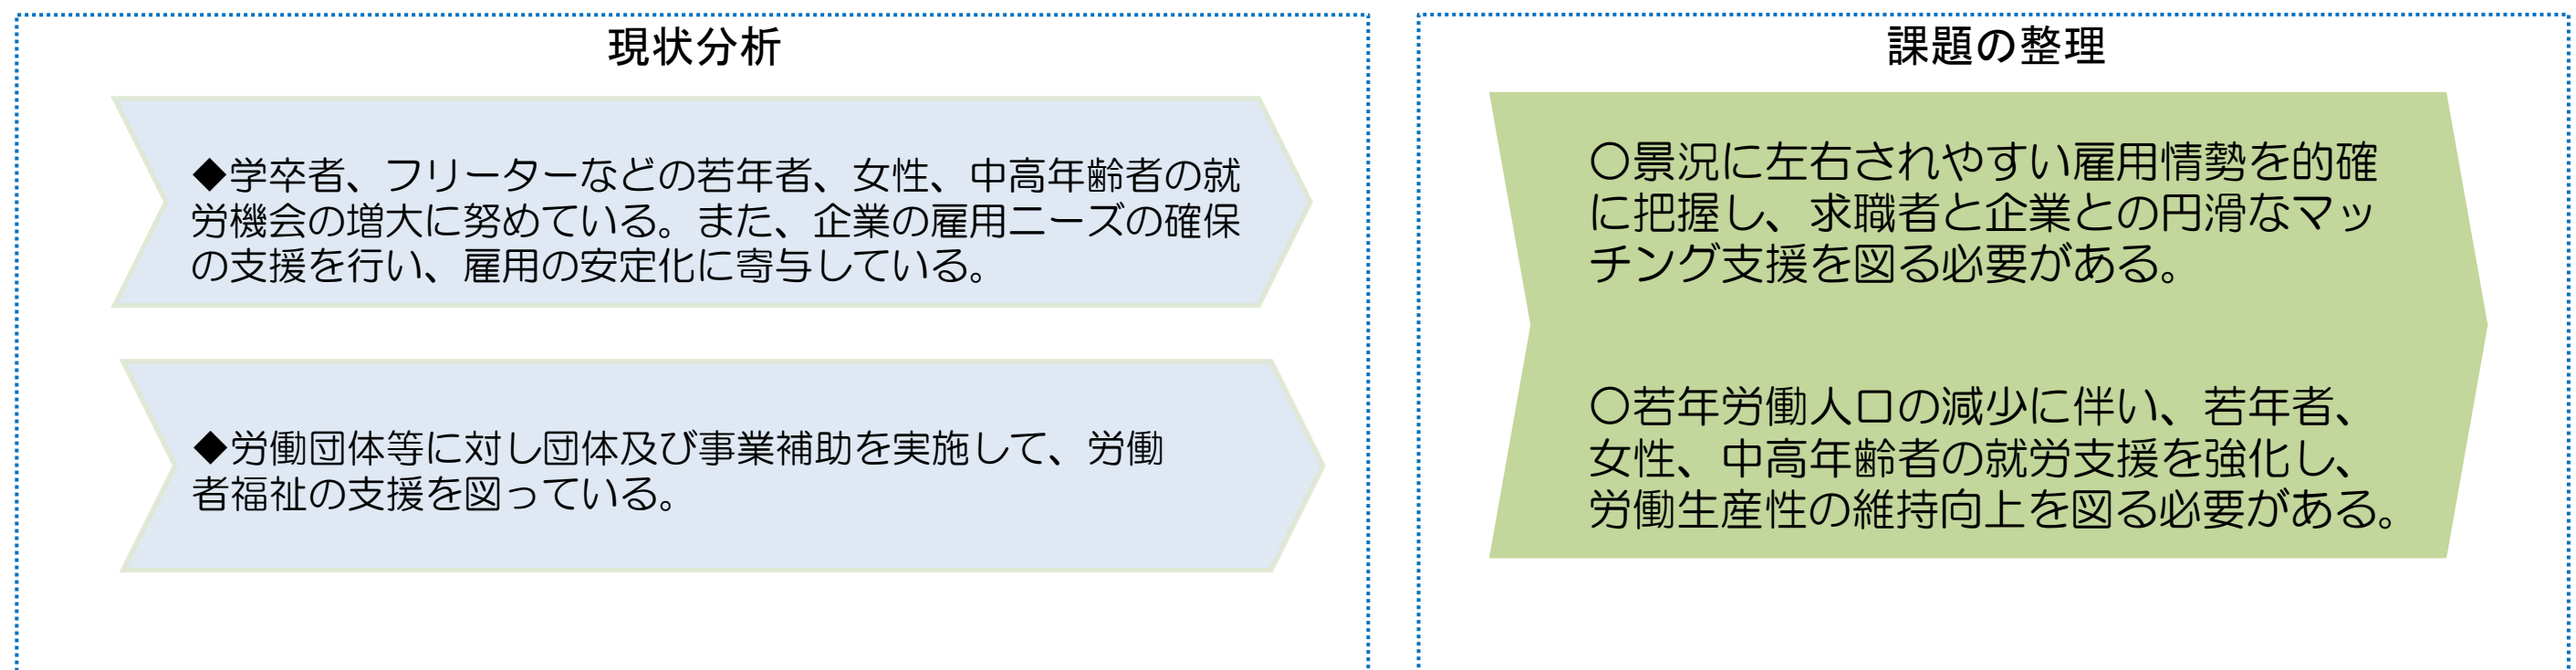 現状分析
◆学卒者、フリーターなどの若年者、女性、中高年齢者の就
労機会の増大に努めている。また、企業の雇用ニーズの確保
の支援を行い、雇用の安定化に寄与している。
◆労働団体等に対し団体及び事業補助を実施して、労働
者福祉の支援を図っている。
課題の整理
○景況に左右されやすい雇用情勢を的確
に把握し、求職者と企業との円滑なマッ
チング支援を図る必要がある。
○若年労働人口の減少に伴い、若年者、
女性、中高年齢者の就労支援を強化し、
労働生産性の維持向上を図る必要がある。